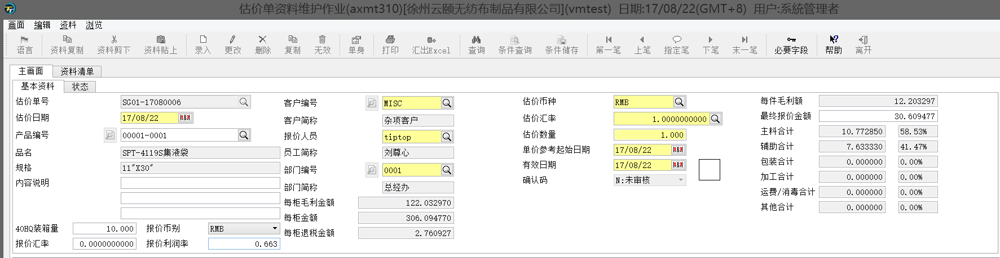 估价单资料维护作业(axmt310)[徐州云颐无纺布制品有限公司](vmtest) 日期:17/08/22(GMT+8) 用户:系統管理者
画面 编辑 资料 浏览
语言 资料复制 资料剪下 资料贴上 录入 更改 删除 复制 无效 单身 打印 汇出Excel 查询 条件查询 条件储存 第一笔 上笔 指定笔 下笔 末一笔 必要字段 帮助 离开
主画面 资料清单
基本资料 状态
估价单号 SG01-17080006 客户编号 MISC 估价币种 RMB 每件毛利额 12.203297
估价日期 17/08/22 客户简称 杂项客户 估价汇率 1.0000000000 最终报价金额 30.609477
产品编号 00001-0001 报价人员 tiptop 估价数量 1.000 主料合计 10.772850 58.53%
品名 SPT-4119S集液袋 员工简称 刘尊心 单价参考起始日期 17/08/22 辅助合计 7.633330 41.47%
规格 11"X30" 部门编号 0001 有效日期 17/08/22 包装合计 0.000000 0.00%
内容说明 部门简称 总经办 确认码 N:未审核 加工合计 0.000000 0.00%
每柜毛利金额 122.032970 运费/消毒合计 0.000000 0.00%
每柜金额 306.094770 其他合计 0.000000 0.00%
40HQ装箱量 10.000 报价币别 RMB 每柜退税金额 2.760927
报价汇率 0.0000000000 报价利润率 0.663